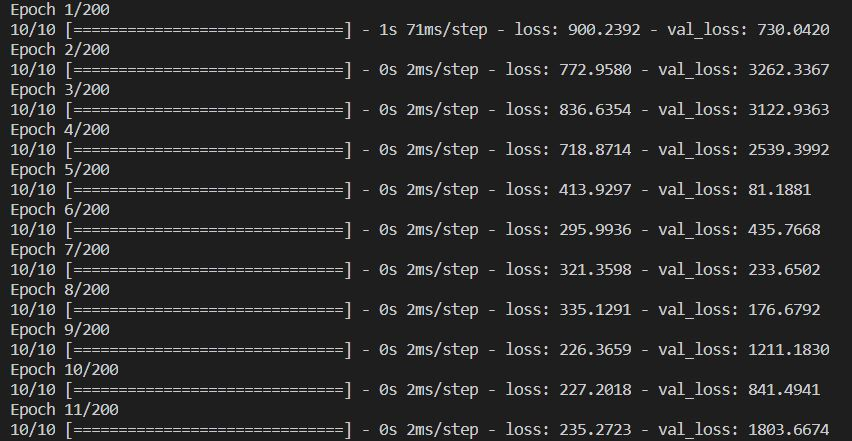 Epoch 1/200
10/10 [==============================] - 1s 71ms/step - loss: 900.2392 - val_loss: 730.0420
Epoch 2/200
10/10 [==============================] - 0s 2ms/step - loss: 772.9580 - val_loss: 3262.3367
Epoch 3/200
10/10 [==============================] - 0s 2ms/step - loss: 836.6354 - val_loss: 3122.9363
Epoch 4/200
10/10 [==============================] - 0s 2ms/step - loss: 718.8714 - val_loss: 2539.3992
Epoch 5/200
10/10 [==============================] - 0s 2ms/step - loss: 413.9297 - val_loss: 81.1881
Epoch 6/200
10/10 [==============================] - 0s 2ms/step - loss: 295.9936 - val_loss: 435.7668
Epoch 7/200
10/10 [==============================] - 0s 2ms/step - loss: 321.3598 - val_loss: 233.6502
Epoch 8/200
10/10 [==============================] - 0s 2ms/step - loss: 335.1291 - val_loss: 176.6792
Epoch 9/200
10/10 [==============================] - 0s 2ms/step - loss: 226.3659 - val_loss: 1211.1830
Epoch 10/200
10/10 [==============================] - 0s 2ms/step - loss: 227.2018 - val_loss: 841.4941
Epoch 11/200
10/10 [==============================] - 0s 2ms/step - loss: 235.2723 - val_loss: 1803.6674